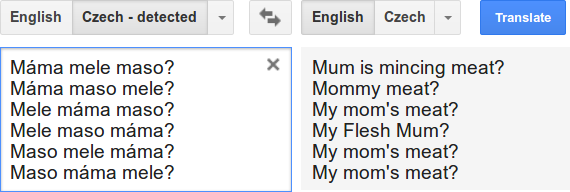 English Czech - detected English Czech Translate
Máma mele maso?
Máma maso mele?
Mele máma maso?
Mele maso máma?
Maso mele máma?
Maso máma mele?
Mum is mincing meat?
Mommy meat?
My mom's meat?
My Flesh Mum?
My mom's meat?
My mom's meat?